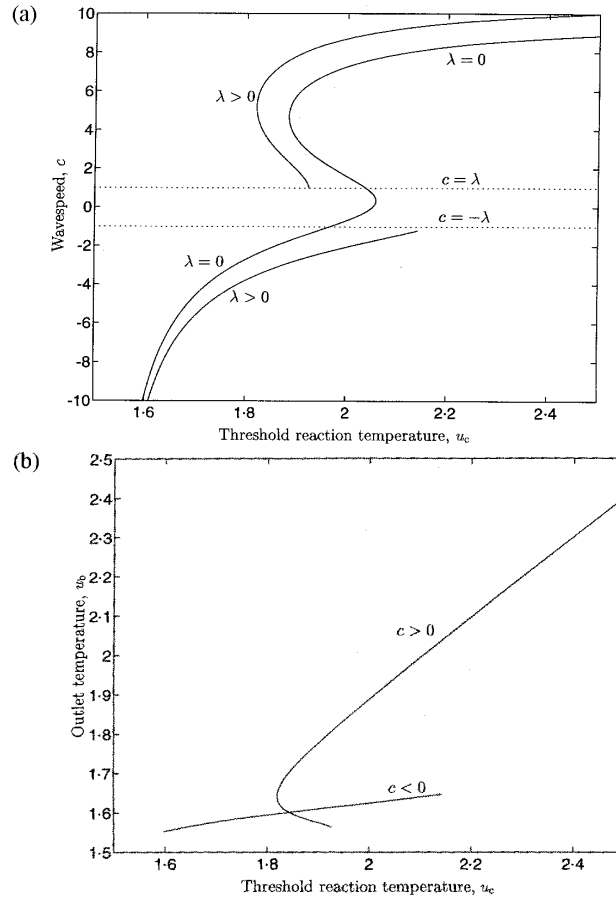 (a)
10
8
6
4
2
0
-2
-4
-6
-8
-10
Wavespeed, c
λ > 0
λ = 0
c = λ
c = −λ
λ = 0
λ > 0
1·6
1·8
2
2·2
2·4
Threshold reaction temperature, u_c
(b)
2·5
2·4
2·3
2·2
2·1
2
1·9
1·8
1·7
1·6
1·5
Outlet temperature, u_b
c > 0
c < 0
1·6
1·8
2
2·2
2·4
Threshold reaction temperature, u_c